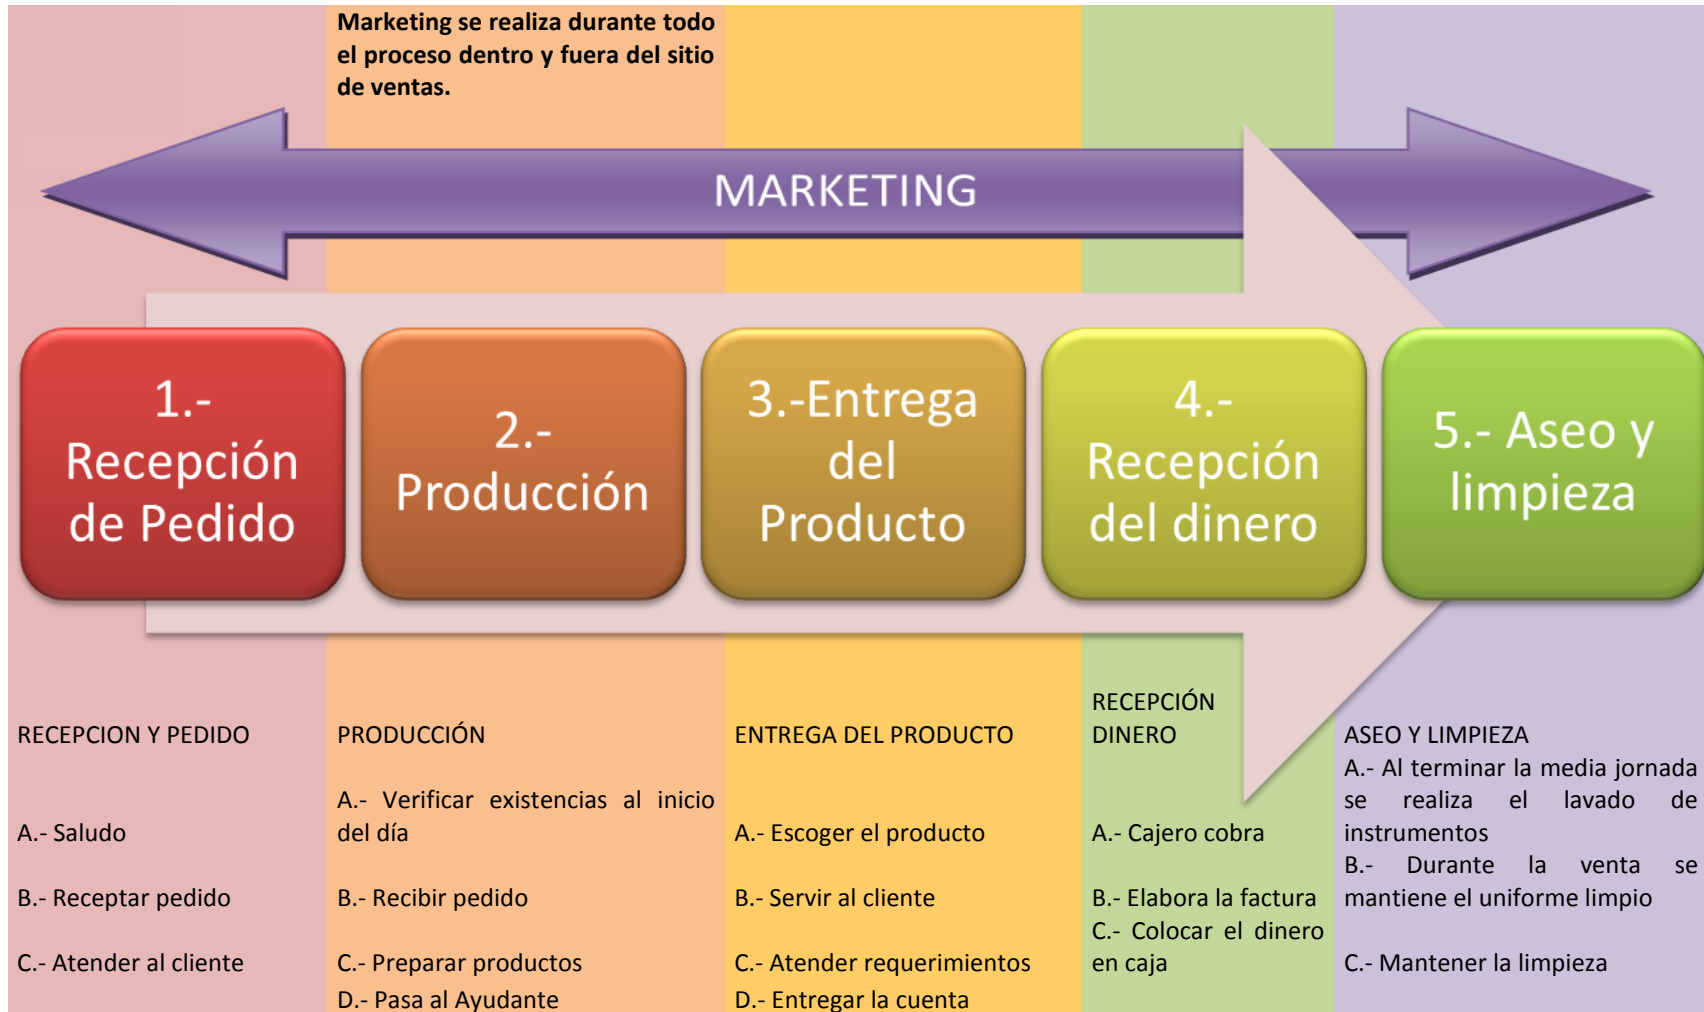 Marketing se realiza durante todo
el proceso dentro y fuera del sitio
de ventas.
MARKETING
1.-
Recepción
de Pedido
2.-
Producción
3.-Entrega
del
Producto
4.-
Recepción
del dinero
5.- Aseo y
limpieza
RECEPCION Y PEDIDO
A.- Saludo
B.- Receptar pedido
C.- Atender al cliente
PRODUCCIÓN
A.- Verificar existencias al inicio
del día
B.- Recibir pedido
C.- Preparar productos
D.- Pasa al Ayudante
ENTREGA DEL PRODUCTO
A.- Escoger el producto
B.- Servir al cliente
C.- Atender requerimientos
D.- Entregar la cuenta
RECEPCIÓN
DINERO
A.- Cajero cobra
B.- Elabora la factura
C.- Colocar el dinero
en caja
ASEO Y LIMPIEZA
A.- Al terminar la media jornada
se realiza el lavado de
instrumentos
B.- Durante la venta se
mantiene el uniforme limpio
C.- Mantener la limpieza